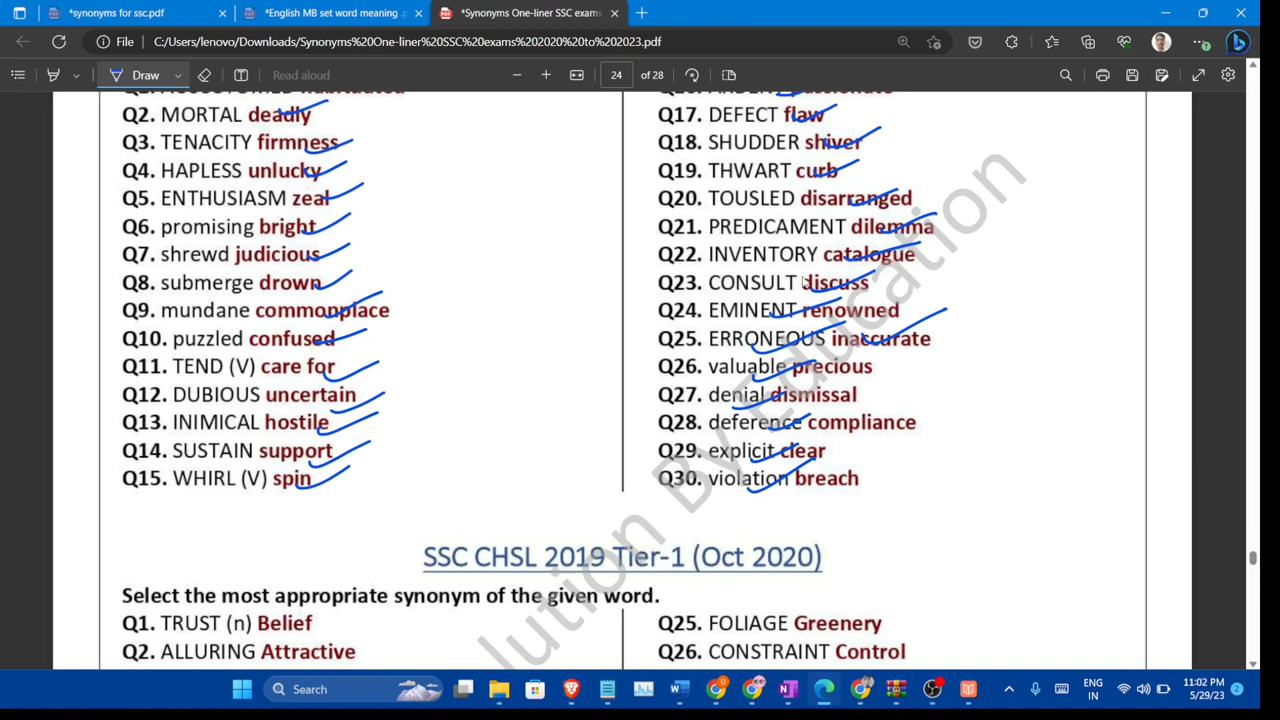 *synonyms for ssc.pdf
*English MB set word meaning .p
*Synonyms One-liner SSC exams
File
C:/Users/lenovo/Downloads/Synonyms%20One-liner%20SSC%20exams%202020%20to%202023.pdf
Draw
Read aloud
24 of 28
Q2. MORTAL deadly
Q3. TENACITY firmness
Q4. HAPLESS unlucky
Q5. ENTHUSIASM zeal
Q6. promising bright
Q7. shrewd judicious
Q8. submerge drown
Q9. mundane commonplace
Q10. puzzled confused
Q11. TEND (V) care for
Q12. DUBIOUS uncertain
Q13. INIMICAL hostile
Q14. SUSTAIN support
Q15. WHIRL (V) spin
Q17. DEFECT flaw
Q18. SHUDDER shiver
Q19. THWART curb
Q20. TOUSLED disarranged
Q21. PREDICAMENT dilemma
Q22. INVENTORY catalogue
Q23. CONSULT discuss
Q24. EMINENT renowned
Q25. ERRONEOUS inaccurate
Q26. valuable precious
Q27. denial dismissal
Q28. deference compliance
Q29. explicit clear
Q30. violation breach
lution By Education
SSC CHSL 2019 Tier-1 (Oct 2020)
Select the most appropriate synonym of the given word.
Q1. TRUST (n) Belief
Q2. ALLURING Attractive
Q25. FOLIAGE Greenery
Q26. CONSTRAINT Control
Search
ENG
IN
11:02 PM
5/29/23